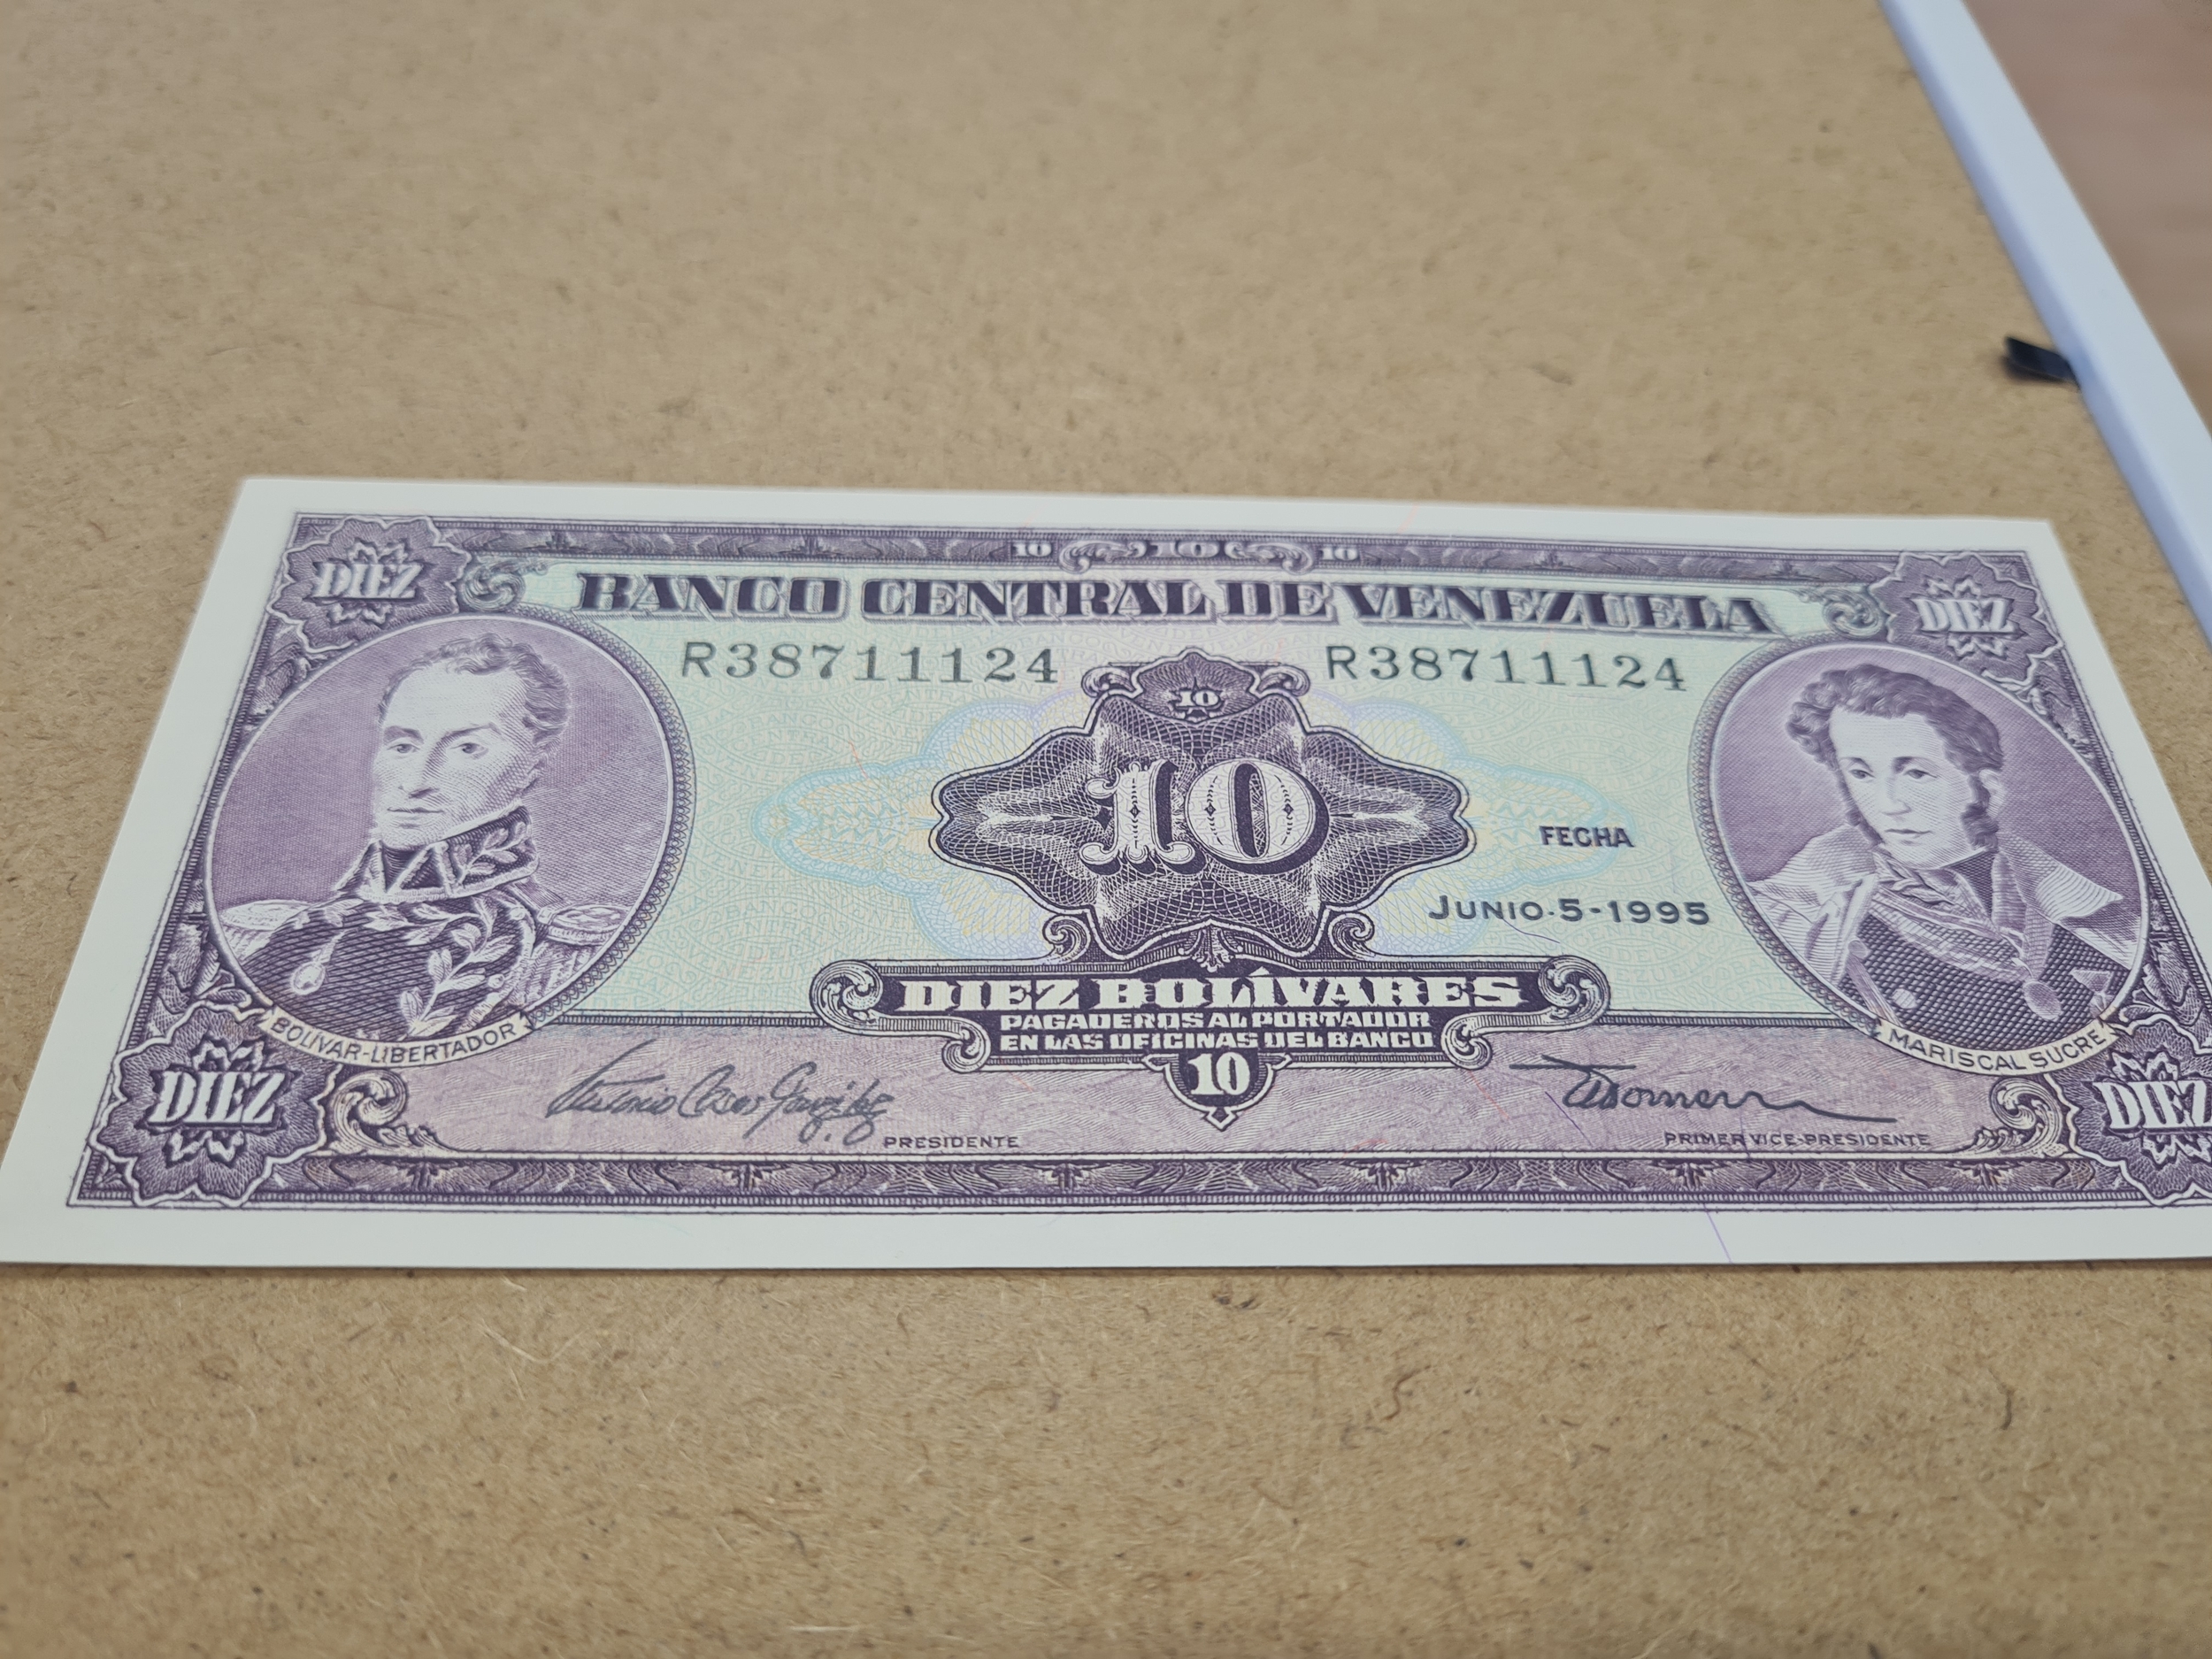 10 10 10
DIEZ DIEZ
BANCO CENTRAL DE VENEZUELA
R38711124 R38711124
10
10
FECHA
JUNIO·5-1995
DIEZ BOLÍVARES
PAGADEROS AL PORTADOR
EN LAS OFICINAS DEL BANCO
BOLIVAR-LIBERTADOR
MARISCAL SUCRE
10
DIEZ DIEZ
PRESIDENTE
PRIMER VICE-PRESIDENTE